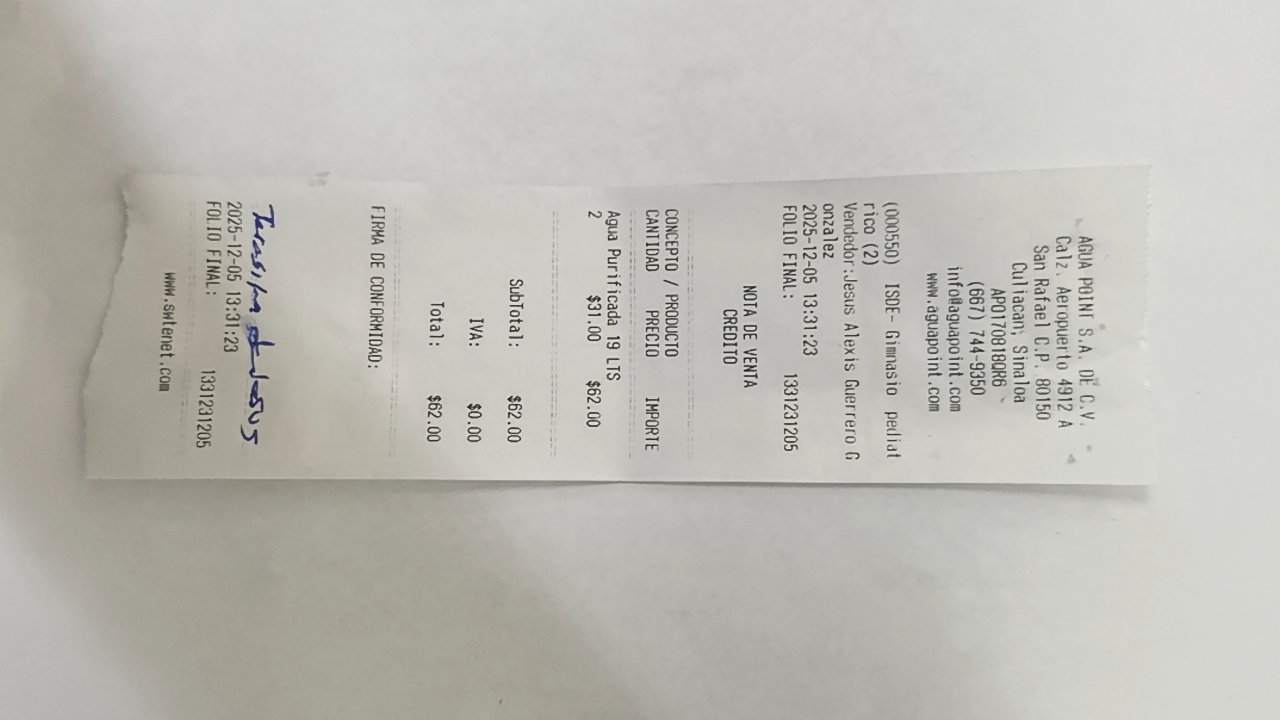 AGUA POINT S.A. DE C.V.
Calz. Aeropuerto 4912 A
San Rafael C.P. 80150
Culiacan, Sinaloa
APO170818QR6
(667) 744-9350
info@aguapoint.com
www.aguapoint.com
(000550) ISDE- Gimnasio pediat
rico (2)
Vendedor:Jesus Alexis Guerrero G
onzalez
2025-12-05 13:31:23
FOLIO FINAL: 1331231205
NOTA DE VENTA
CREDITO
CONCEPTO / PRODUCTO
CANTIDAD PRECIO IMPORTE
Agua Purificada 19 LTS
2 $31.00 $62.00
SubTotal: $62.00
IVA: $0.00
Total: $62.00
FIRMA DE CONFORMIDAD:
Jesus
2025-12-05 13:31:23
FOLIO FINAL: 1331231205
www.swtenet.com